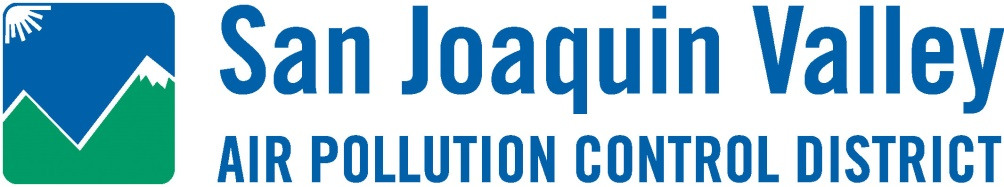 San Joaquin Valley
AIR POLLUTION CONTROL DISTRICT